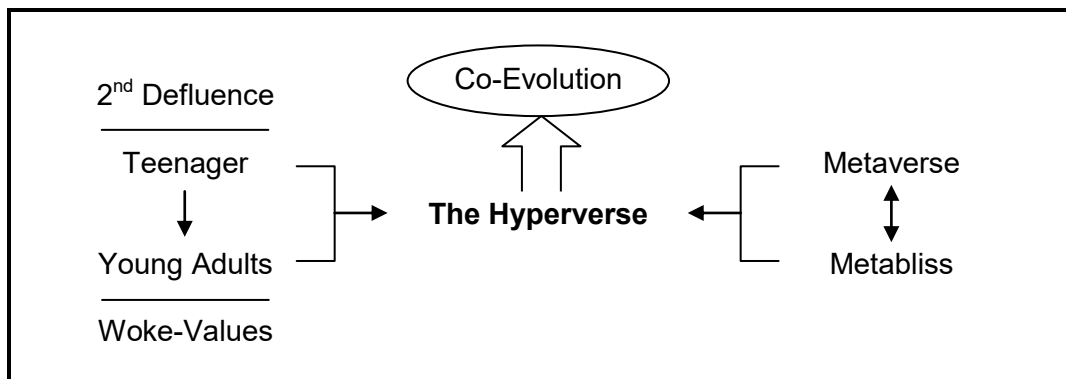 Co-Evolution
2nd Defluence
Teenager
Metaverse
The Hyperverse
Young Adults
Metabliss
Woke-Values